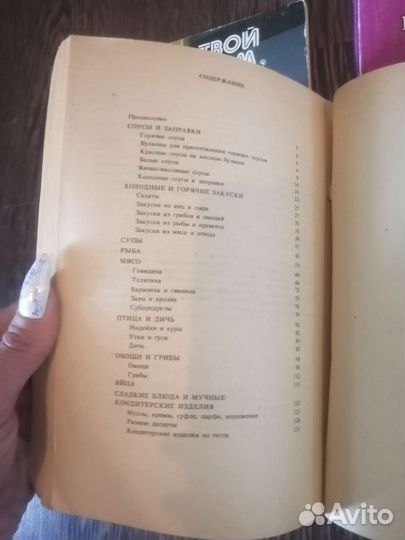 ТВОЙ
СОДЕРЖАНИЕ
Предисловие
СОУСЫ И ЗАПРАВКИ
Горячие соусы
Бульоны для приготовления горячих соусов
Красные соусы на мясном бульоне
Белые соусы
Яично-масляные соусы
Холодные соусы и заправки
ХОЛОДНЫЕ И ГОРЯЧИЕ ЗАКУСКИ
Салаты
Закуски из яиц и сыра
Закуски из грибов и овощей
Закуски из рыбы и креветок
Закуски из мяса и птицы
СУПЫ
РЫБА
МЯСО
Говядина
Телятина
Баранина и свинина
Заяц и кролик
Субпродукты
ПТИЦА И ДИЧЬ
Индейки и куры
Утки и гуси
Дичь
ОВОЩИ И ГРИБЫ
Овощи
Грибы 112
ЯЙЦА 115
СЛАДКИЕ БЛЮДА И МУЧНЫЕ
КОНДИТЕРСКИЕ ИЗДЕЛИЯ
Муссы, кремы, суфле, парфе, мороженое
Разные десерты
Кондитерские изделия из теста
Avito